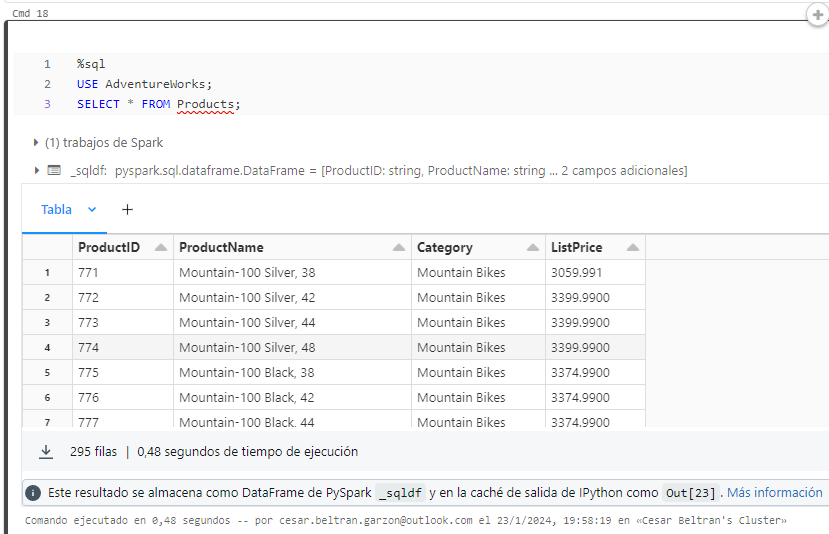 Cmd 18
1 %sql
2 USE AdventureWorks;
3 SELECT * FROM Products;
(1) trabajos de Spark
_sqldf: pyspark.sql.dataframe.DataFrame = [ProductID: string, ProductName: string ... 2 campos adicionales]
Tabla
ProductID ProductName Category ListPrice
1 771 Mountain-100 Silver, 38 Mountain Bikes 3059.991
2 772 Mountain-100 Silver, 42 Mountain Bikes 3399.9900
3 773 Mountain-100 Silver, 44 Mountain Bikes 3399.9900
4 774 Mountain-100 Silver, 48 Mountain Bikes 3399.9900
5 775 Mountain-100 Black, 38 Mountain Bikes 3374.9900
6 776 Mountain-100 Black, 42 Mountain Bikes 3374.9900
7 777 Mountain-100 Black, 44 Mountain Bikes 3374.9900
295 filas | 0,48 segundos de tiempo de ejecución
Este resultado se almacena como DataFrame de PySpark _sqldf y en la caché de salida de IPython como Out[23]. Más información
Comando ejecutado en 0,48 segundos -- por cesar.beltran.garzon@outlook.com el 23/1/2024, 19:58:19 en «Cesar Beltran's Cluster»